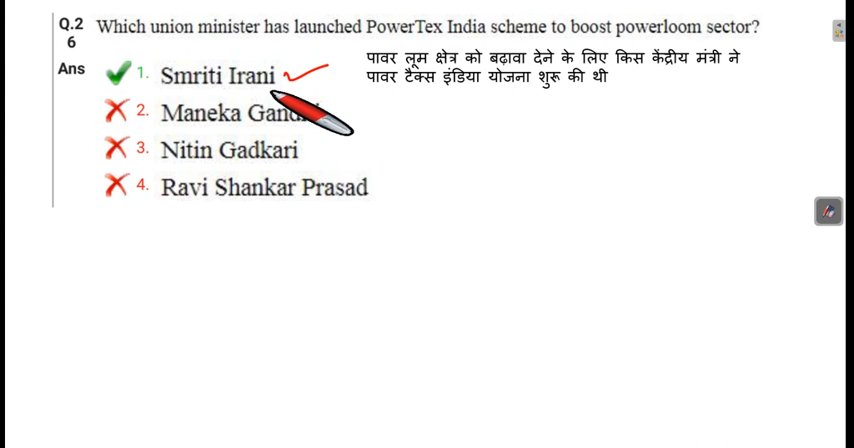 Q.2 Which union minister has launched PowerTex India scheme to boost powerloom sector?
6
पावर लूम क्षेत्र को बढ़ावा देने के लिए किस केंद्रीय मंत्री ने
पावर टैक्स इंडिया योजना शुरू की थी
Ans 1. Smriti Irani
2. Maneka
3. Nitin Gadkari
4. Ravi Shankar Prasad